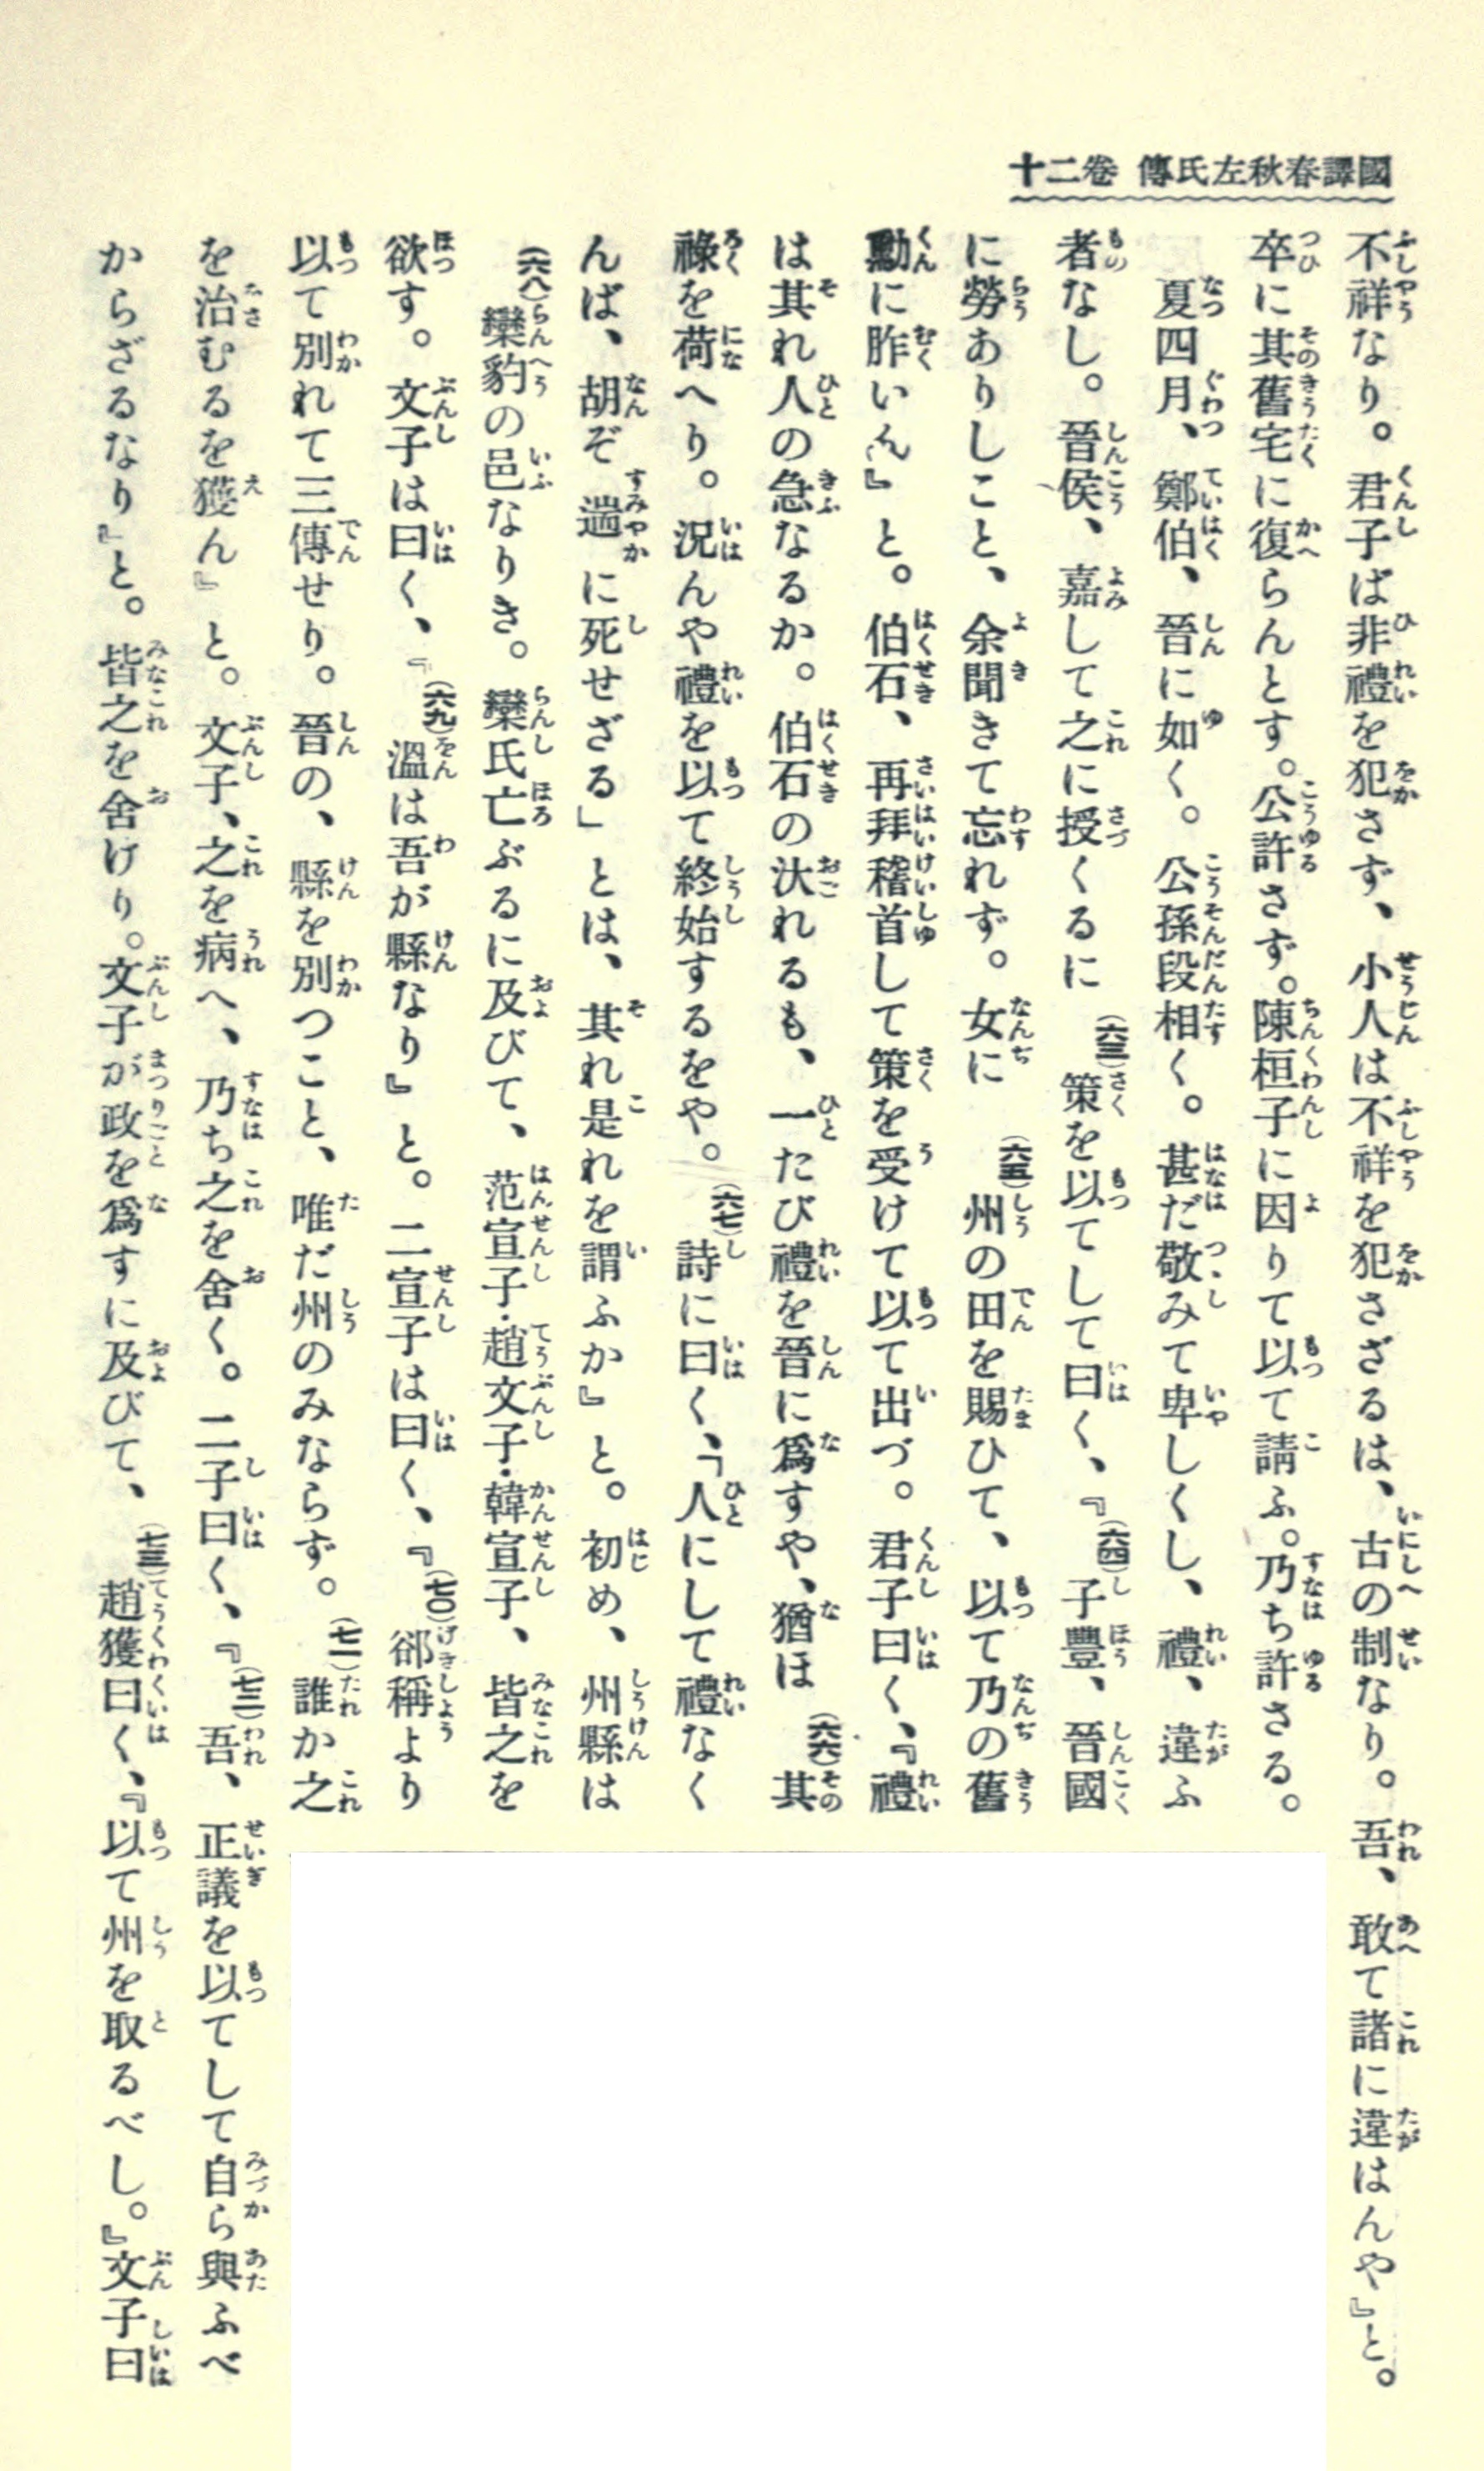 國譯春秋左氏傳 卷二十
不祥なり。君子ば非禮を犯さず、小人は不祥を犯さざるは、古の制なり。吾、敢て諸に違はんや』と。
卒に其舊宅に復らんとす。公許さず。陳桓子に因りて以て請ふ。乃ち許さる。
夏四月、鄭伯、晉に如く。公孫段相く。甚だ敬みて卑しくし、禮、違ふ
者なし。晉侯、嘉して之に授くるに(六三)策を以てして曰く、『(六四)子豐、晉國
に勞ありしこと、余聞きて忘れず。女に(六五)州の田を賜ひて、以て乃の舊
勳に胙いん』と。伯石、再拜稽首して策を受けて以て出づ。君子曰く、『禮
は其れ人の急なるか。伯石の汏れるも、一たび禮を晉に爲すや、猶ほ(六六)其
祿を荷へり。況んや禮を以て終始するをや。(六七)詩に曰く、「人にして禮なく
んば、胡ぞ遄に死せざる」とは、其れ是れを謂ふか』と。初め、州縣は
(六八)欒豹の邑なりき。欒氏亡ぶるに及びて、范宣子・趙文子・韓宣子、皆之を
欲す。文子は曰く、『(六九)溫は吾が縣なり』と。二宣子は曰く、『(七〇)郤稱より
以て別れて三傳せり。晉の、縣を別つこと、唯だ州のみならず。(七一)誰か之
を治むるを獲ん』と。文子、之を病へ、乃ち之を舍く。二子曰く、『(七二)吾、正議を以てして自ら與ふべ
からざるなり』と。皆之を舍けり。文子が政を爲すに及びて、(七三)趙獲曰く、『以て州を取るべし。』文子曰